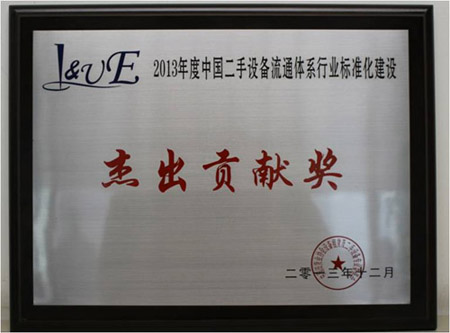 I&UE
2013年度中国二手设备流通体系行业标准化建设
杰出贡献奖
二零一三年十二月